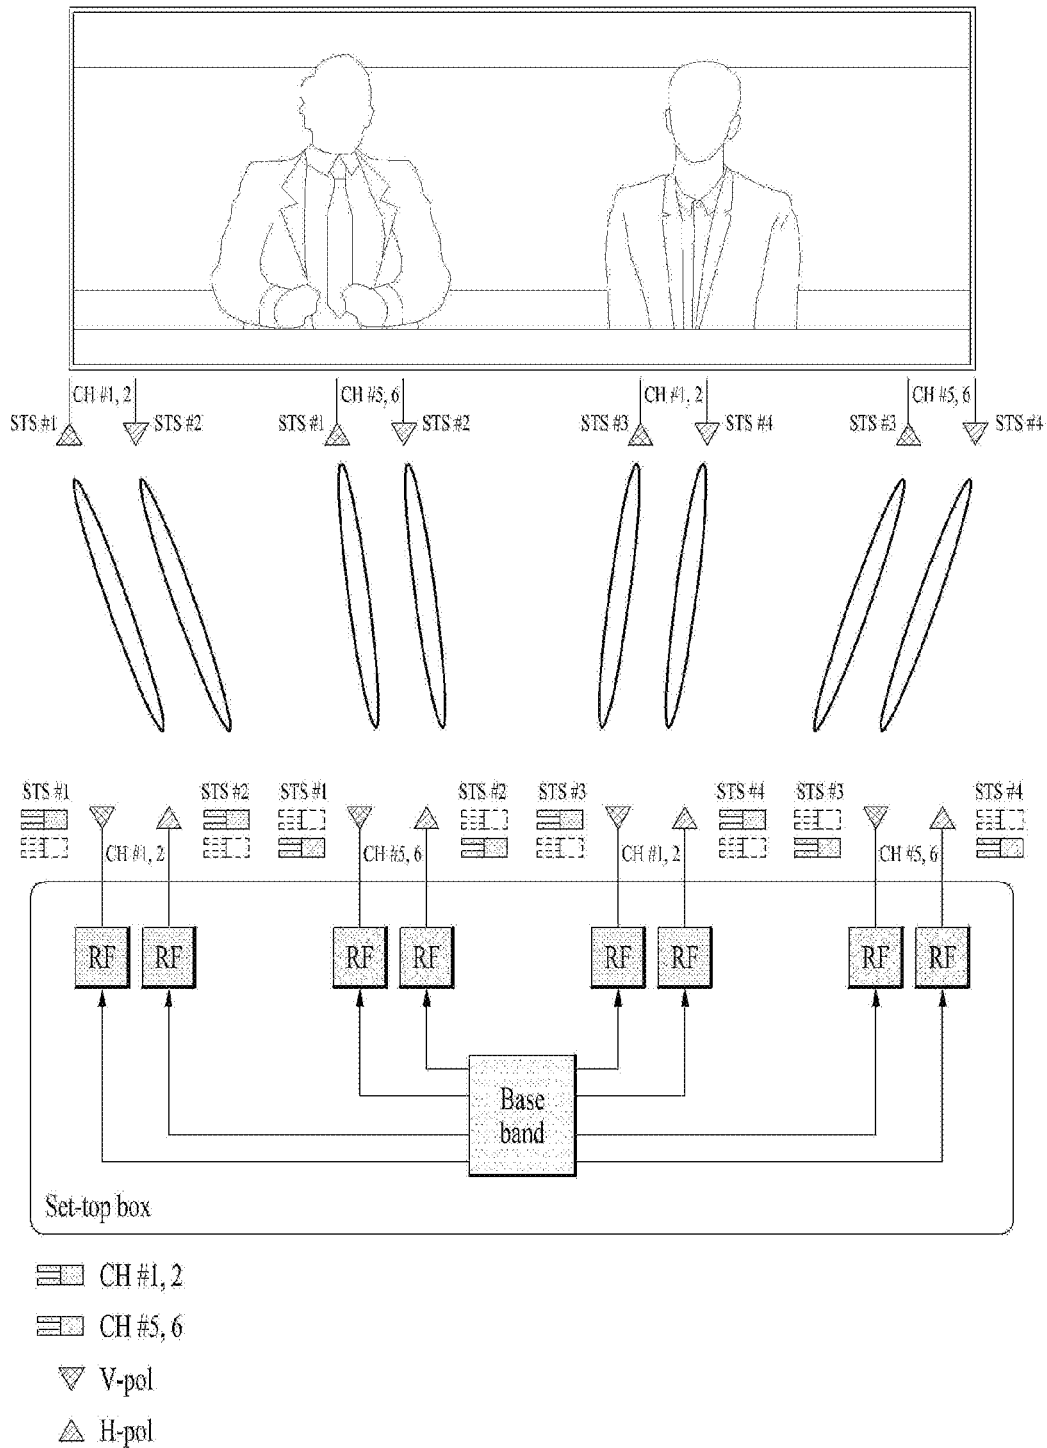 CH #1, 2 CH #5, 6 CH #1, 2 CH #5, 6
STS #1 STS #2 STS #1 STS #2 STS #3 STS #4 STS #3 STS #4
STS #1 STS #2 STS #1 STS #2 STS #3 STS #4 STS #3 STS #4
CH #1, 2 CH #5, 6 CH #1, 2 CH #5, 6
RF RF RF RF RF RF RF RF
Base
band
Set-top box
CH #1, 2
CH #5, 6
V-pol
H-pol